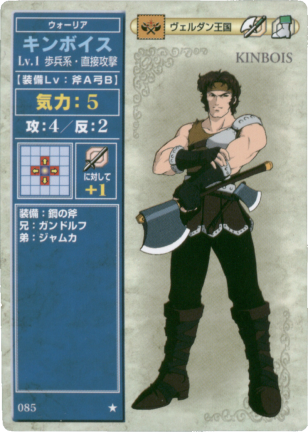 ウォーリア
キンボイス
Lv.1 歩兵系・直接攻撃
【装備Lv：斧A弓B】
気力：5
攻：4／反：2
に対して
+1
装備：鋼の斧
兄：ガンドルフ
弟：ジャムカ
085
★
ヴェルダン王国
KINBOIS